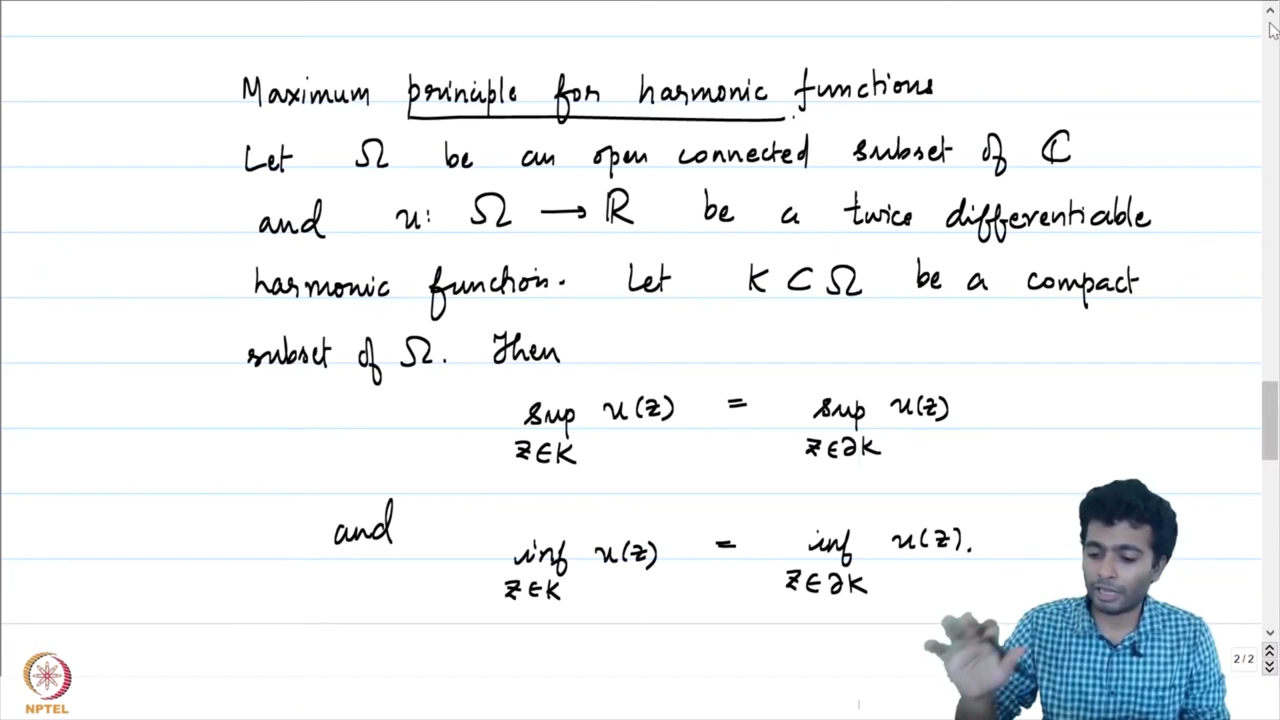 Maximum principle for harmonic functions
Let Ω be an open connected subset of ℂ
and u: Ω → ℝ be a twice differentiable
harmonic function. Let K ⊂ Ω be a compact
subset of Ω. Then
sup u(z) = sup u(z)
z∈K z∈∂K
and inf u(z) = inf u(z).
z∈K z∈∂K
2/2
NPTEL